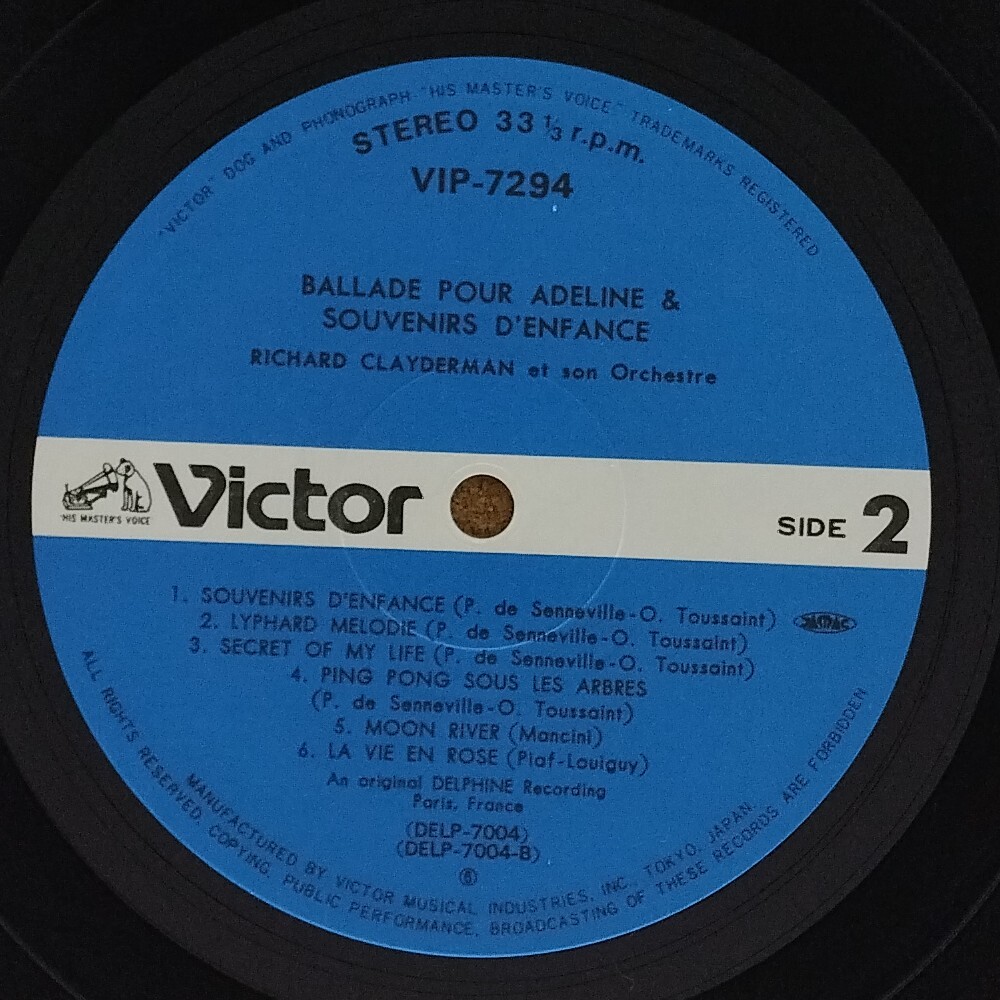 "VICTOR" DOG AND PHONOGRAPH. "HIS MASTER'S VOICE" TRADEMARKS REGISTERED
STEREO 33 ⅓ r.p.m.
VIP-7294
BALLADE POUR ADELINE &
SOUVENIRS D'ENFANCE
RICHARD CLAYDERMAN et son Orchestre
"HIS MASTER'S VOICE"
Victor
SIDE 2
1. SOUVENIRS D'ENFANCE (P. de Senneville-O. Toussaint)
2. LYPHARD MELODIE (P. de Senneville-O. Toussaint)
3. SECRET OF MY LIFE (P. de Senneville-O. Toussaint)
4. PING PONG SOUS LES ARBRES
(P. de Senneville-O. Toussaint)
5. MOON RIVER (Mancini)
6. LA VIE EN ROSE (Piaf-Louiguy)
An original DELPHINE Recording
Paris, France
(DELP-7004)
(DELP-7004-B)
MANUFACTURED BY VICTOR MUSICAL INDUSTRIES, INC., TOKYO, JAPAN.
ALL RIGHTS RESERVED. COPYING, PUBLIC PERFORMANCE, BROADCASTING OF THESE RECORDS ARE FORBIDDEN